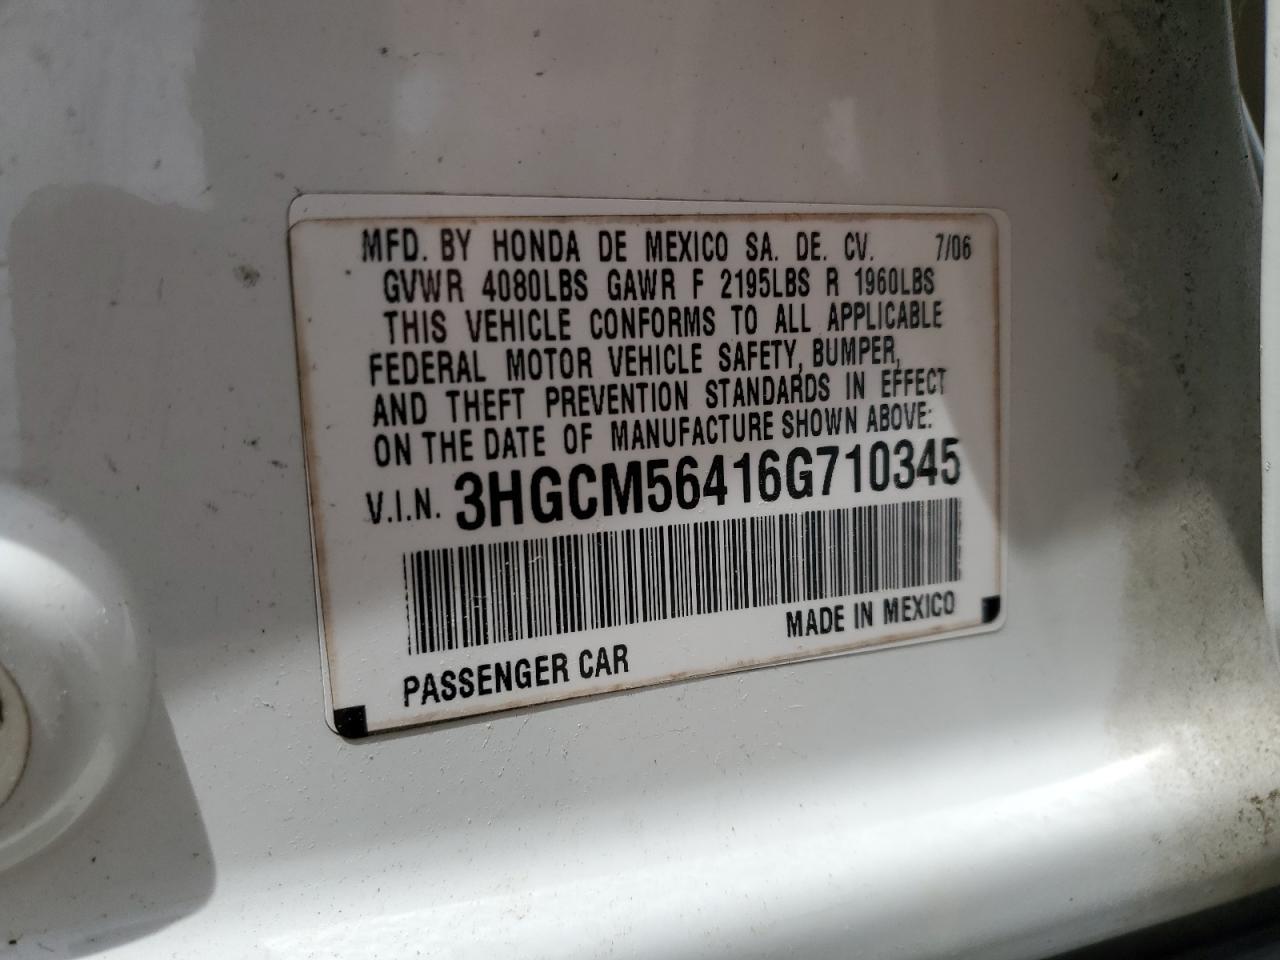 MFD. BY HONDA DE MEXICO SA. DE. CV. 7/06
GVWR 4080LBS GAWR F 2195LBS R 1960LBS
THIS VEHICLE CONFORMS TO ALL APPLICABLE
FEDERAL MOTOR VEHICLE SAFETY, BUMPER,
AND THEFT PREVENTION STANDARDS IN EFFECT
ON THE DATE OF MANUFACTURE SHOWN ABOVE:
V.I.N. 3HGCM56416G710345
PASSENGER CAR MADE IN MEXICO